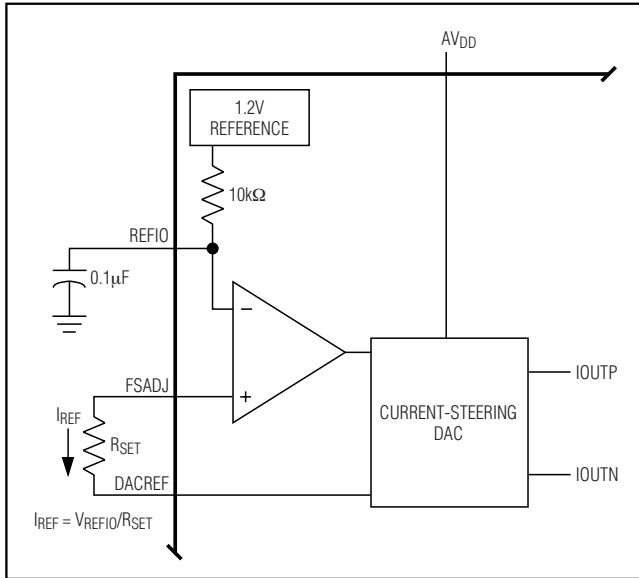 AVDD
1.2V
REFERENCE
10kΩ
REFIO
0.1µF
−
FSADJ
+
IREF
RSET
CURRENT-STEERING
DAC
IOUTP
IOUTN
DACREF
IREF = VREFIO/RSET